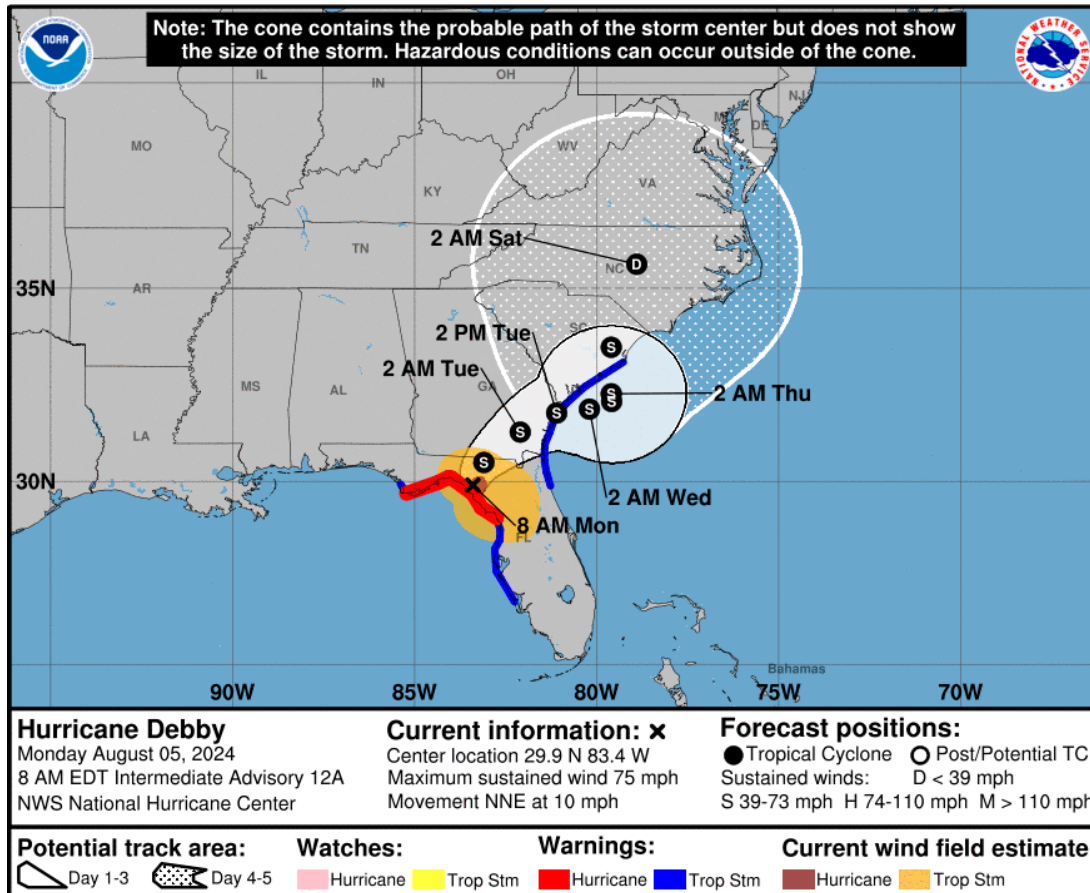 Note: The cone contains the probable path of the storm center but does not show
the size of the storm. Hazardous conditions can occur outside of the cone.
NOAA
NATIONAL WEATHER SERVICE
IL
IN
OH
NJ
DE
MO
WV
VA
KY
2 AM Sat
D
NC
TN
35N
AR
2 PM Tue
SC
S
2 AM Tue
MS
AL
GA
S
2 AM Thu
S
S
S
S
LA
S
30N
2 AM Wed
8 AM Mon
FL
Bahamas
90W
85W
80W
75W
70W
Hurricane Debby
Monday August 05, 2024
8 AM EDT Intermediate Advisory 12A
NWS National Hurricane Center
Current information: ×
Center location 29.9 N 83.4 W
Maximum sustained wind 75 mph
Movement NNE at 10 mph
Forecast positions:
Tropical Cyclone Post/Potential TC
Sustained winds: D < 39 mph
S 39-73 mph H 74-110 mph M > 110 mph
Potential track area:
Day 1-3 Day 4-5
Watches:
Hurricane Trop Stm
Warnings:
Hurricane Trop Stm
Current wind field estimate
Hurricane Trop Stm